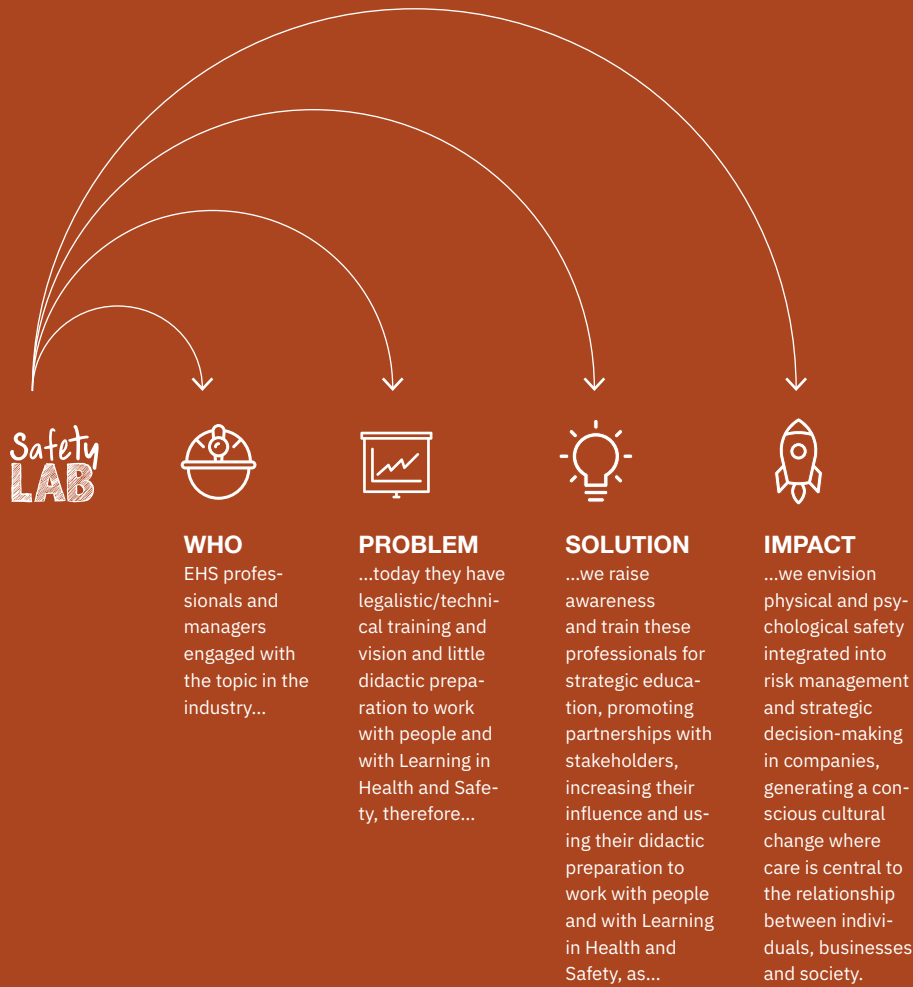 Safety
LAB
WHO
EHS profes-
sionals and
managers
engaged with
the topic in the
industry...
PROBLEM
...today they have
legalistic/techni-
cal training and
vision and little
didactic prepa-
ration to work
with people and
with Learning in
Health and Safe-
ty, therefore...
SOLUTION
...we raise
awareness
and train these
professionals for
strategic educa-
tion, promoting
partnerships with
stakeholders,
increasing their
influence and us-
ing their didactic
preparation to
work with people
and with Learning
in Health and
Safety, as...
IMPACT
...we envision
physical and psy-
chological safety
integrated into
risk management
and strategic
decision-making
in companies,
generating a con-
scious cultural
change where
care is central to
the relationship
between indivi-
duals, businesses
and society.